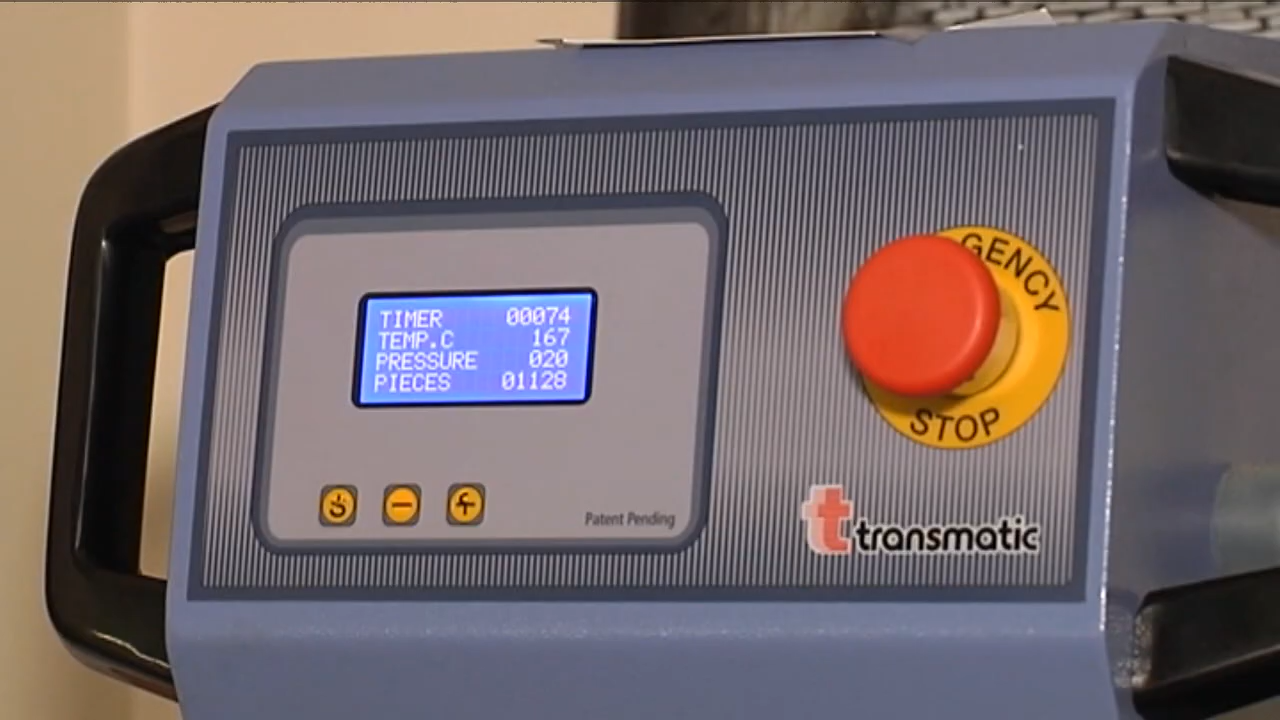 TIMER 00074
TEMP.C 167
PRESSURE 020
PIECES 01128
Patent Pending
GENCY
STOP
t transmatic